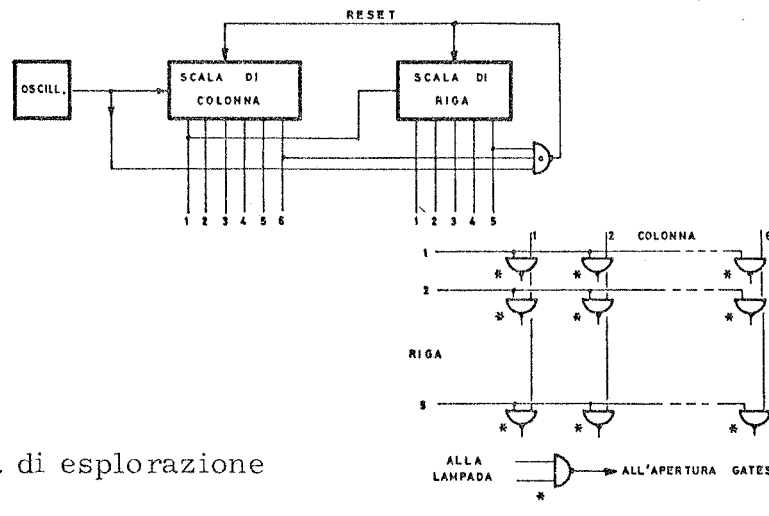 RESET
OSCILL.
SCALA DI
COLONNA
SCALA DI
RIGA
1 2 3 4 5 6
1 2 3 4 5
1 2 COLONNA 6
1
* * *
2
* * *
RIGA
5
* * *
. di esplorazione
ALLA
LAMPADA
ALL'APERTURA GATES
*